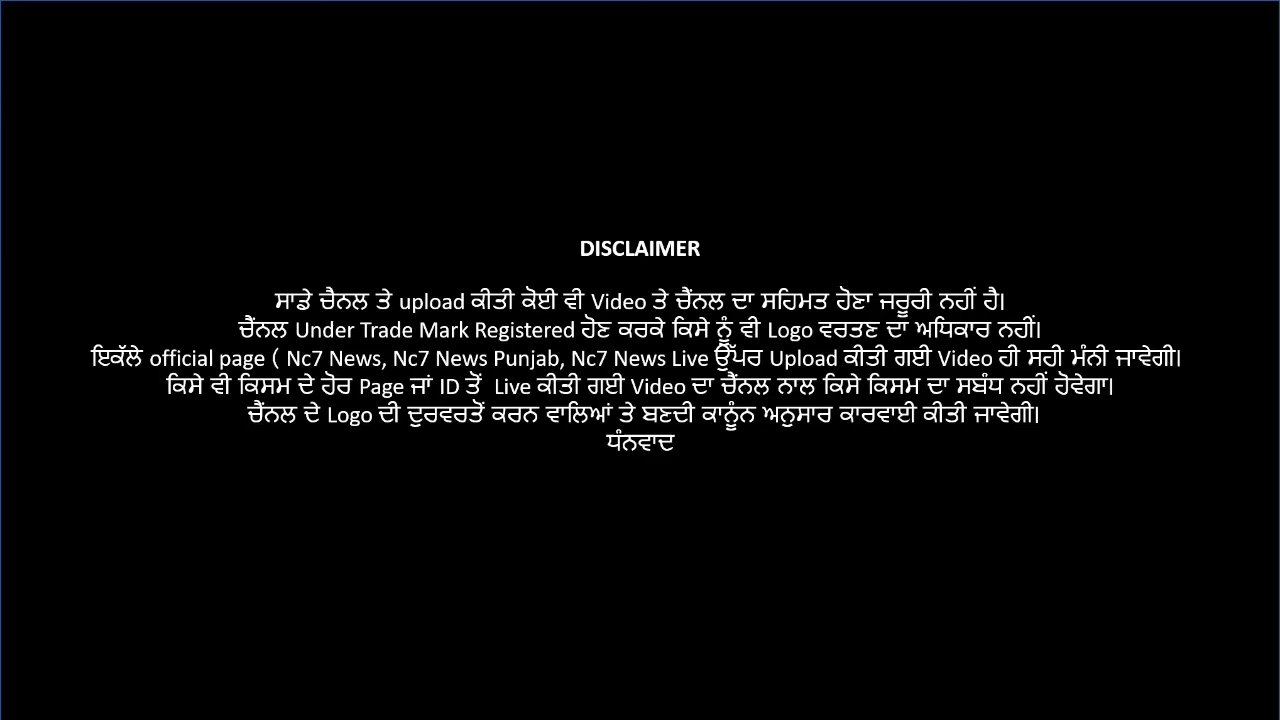 DISCLAIMER
ਸਾਡੇ ਚੈਨਲ ਤੇ upload ਕੀਤੀ ਕੋਈ ਵੀ Video ਤੇ ਚੈਂਨਲ ਦਾ ਸਹਿਮਤ ਹੋਣਾ ਜਰੂਰੀ ਨਹੀਂ ਹੈ।
ਚੈਂਨਲ Under Trade Mark Registered ਹੋਣ ਕਰਕੇ ਕਿਸੇ ਨੂੰ ਵੀ Logo ਵਰਤਣ ਦਾ ਅਧਿਕਾਰ ਨਹੀਂ।
ਇਕੱਲੇ official page ( Nc7 News, Nc7 News Punjab, Nc7 News Live ਉੱਪਰ Upload ਕੀਤੀ ਗਈ Video ਹੀ ਸਹੀ ਮੰਨੀ ਜਾਵੇਗੀ।
ਕਿਸੇ ਵੀ ਕਿਸਮ ਦੇ ਹੋਰ Page ਜਾਂ ID ਤੋਂ Live ਕੀਤੀ ਗਈ Video ਦਾ ਚੈਂਨਲ ਨਾਲ ਕਿਸੇ ਕਿਸਮ ਦਾ ਸਬੰਧ ਨਹੀਂ ਹੋਵੇਗਾ।
ਚੈਂਨਲ ਦੇ Logo ਦੀ ਦੁਰਵਰਤੋਂ ਕਰਨ ਵਾਲਿਆਂ ਤੇ ਬਣਦੀ ਕਾਨੂੰਨ ਅਨੁਸਾਰ ਕਾਰਵਾਈ ਕੀਤੀ ਜਾਵੇਗੀ।
ਧੰਨਵਾਦ